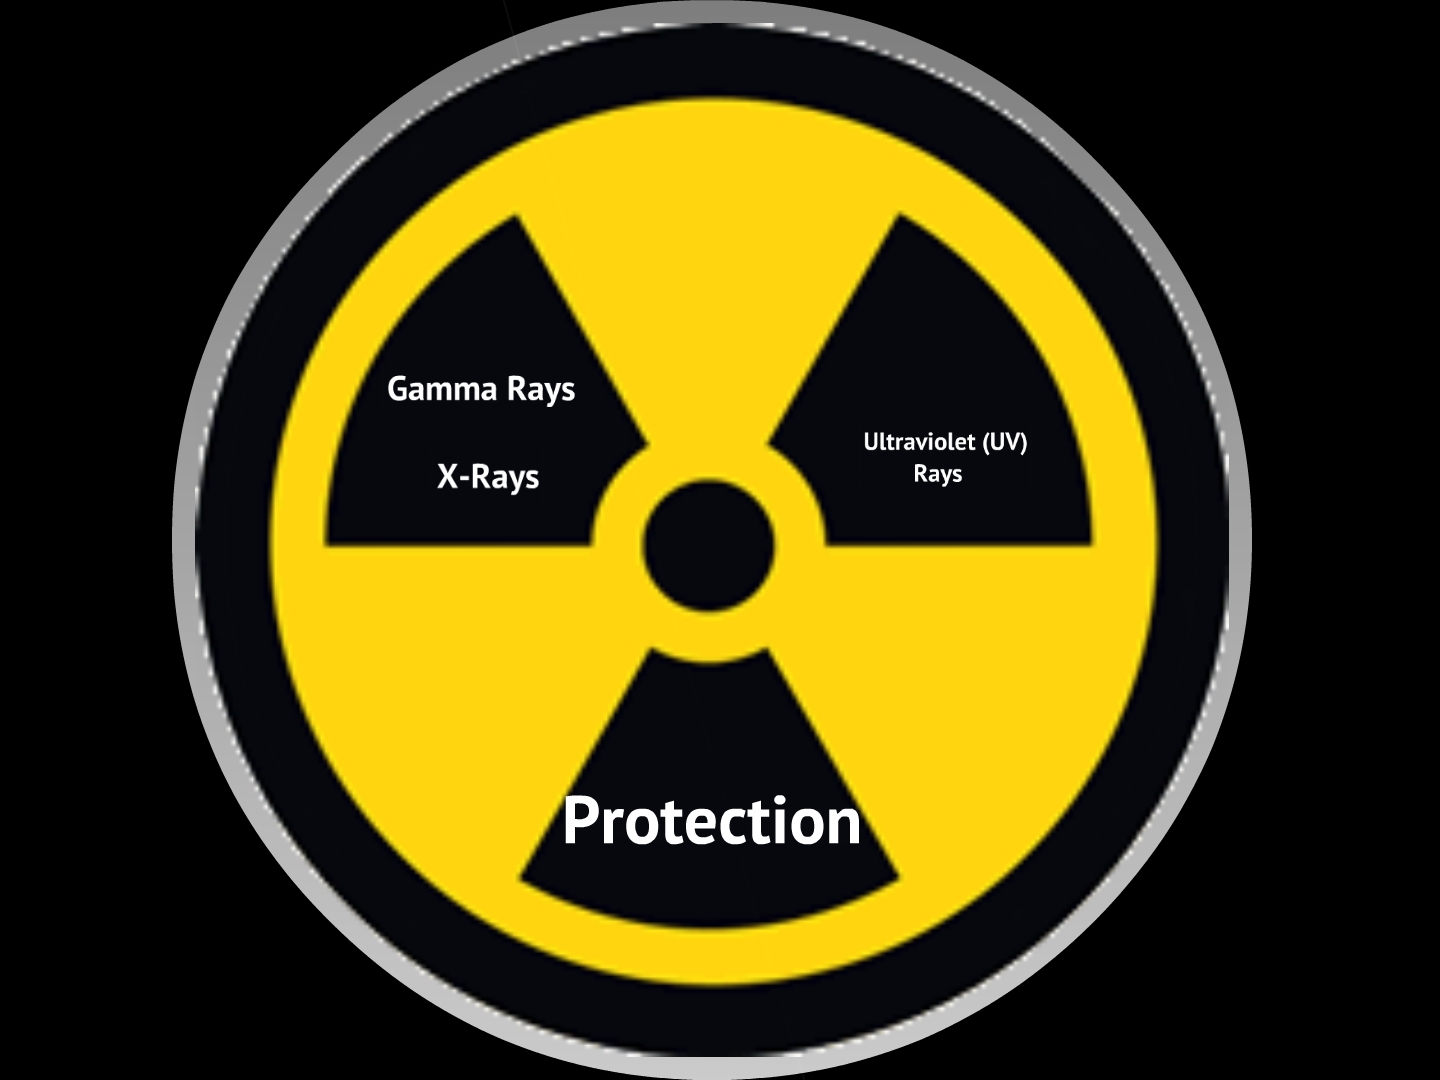 Gamma Rays
X-Rays
Ultraviolet (UV)
Rays
Protection